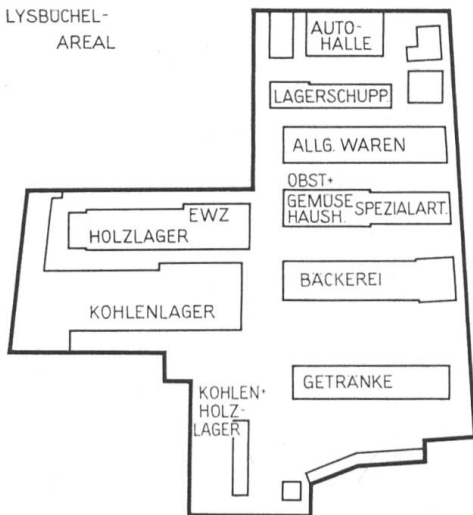 LYSBÜCHEL-
AREAL
AUTO-
HALLE
LAGERSCHUPP.
ALLG. WAREN
OBST+
GEMÜSE
HAUSH.
SPEZIALART.
EWZ
HOLZLAGER
BÄCKEREI
KOHLENLAGER
GETRÄNKE
KOHLEN+
HOLZ-
LAGER